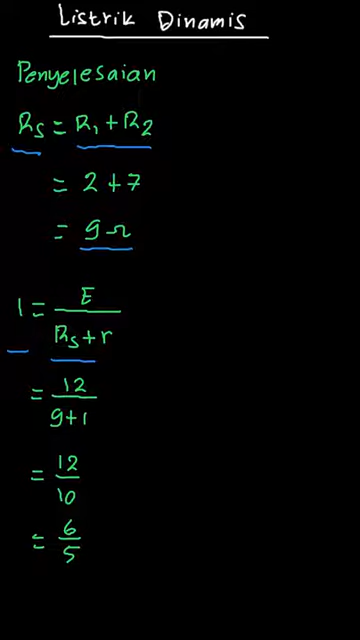 Listrik Dinamis
Penyelesaian
Rs = R1 + R2
= 2 + 7
= 9 Ω
I = E / Rs + r
= 12 / 9 + 1
= 12 / 10
= 6 / 5